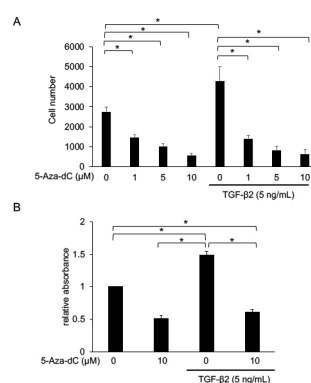 A
* *
* *
* *
* *
6000
5000
4000
3000
2000
1000
0
Cell number
5-Aza-dC (μM) 0 1 5 10 0 1 5 10
TGF-β2 (5 ng/mL)
B
*
*
* *
2
1.5
1
0.5
0
relative absorbance
5-Aza-dC (μM) 0 10 0 10
TGF-β2 (5 ng/mL)